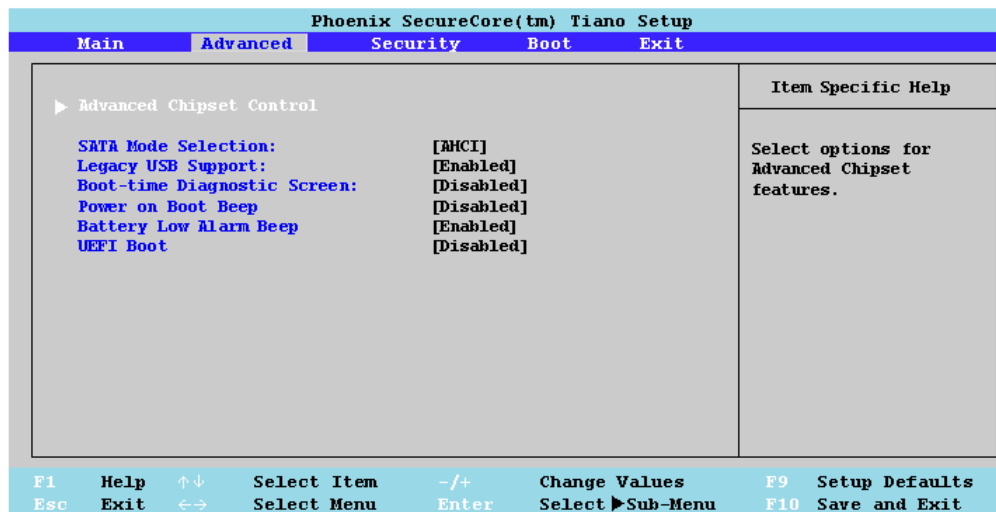 Phoenix SecureCore(tm) Tiano Setup
Main Advanced Security Boot Exit
Item Specific Help
▶ Advanced Chipset Control
SATA Mode Selection: [AHCI]
Legacy USB Support: [Enabled]
Boot-time Diagnostic Screen: [Disabled]
Power on Boot Beep [Disabled]
Battery Low Alarm Beep [Enabled]
UEFI Boot [Disabled]
Select options for
Advanced Chipset
features.
F1 Help ↑↓ Select Item -/+ Change Values F9 Setup Defaults
Esc Exit ←→ Select Menu Enter Select ▶Sub-Menu F10 Save and Exit